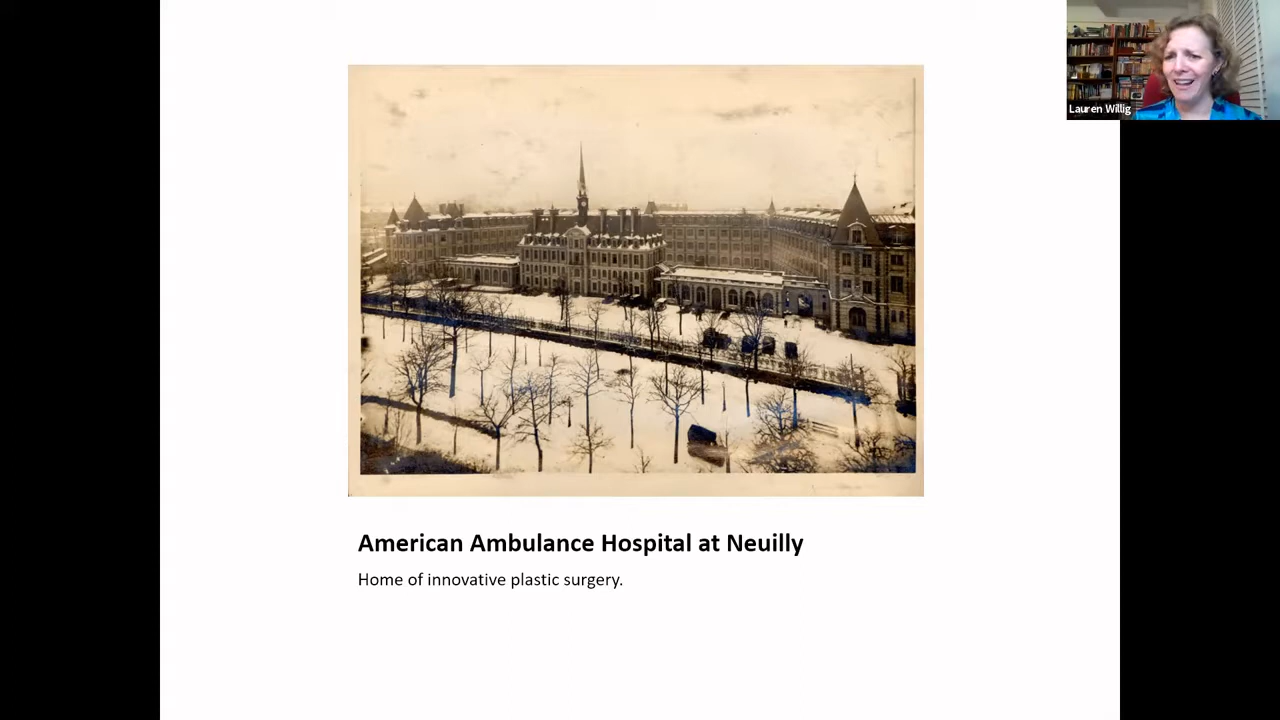 Lauren Willig
American Ambulance Hospital at Neuilly
Home of innovative plastic surgery.